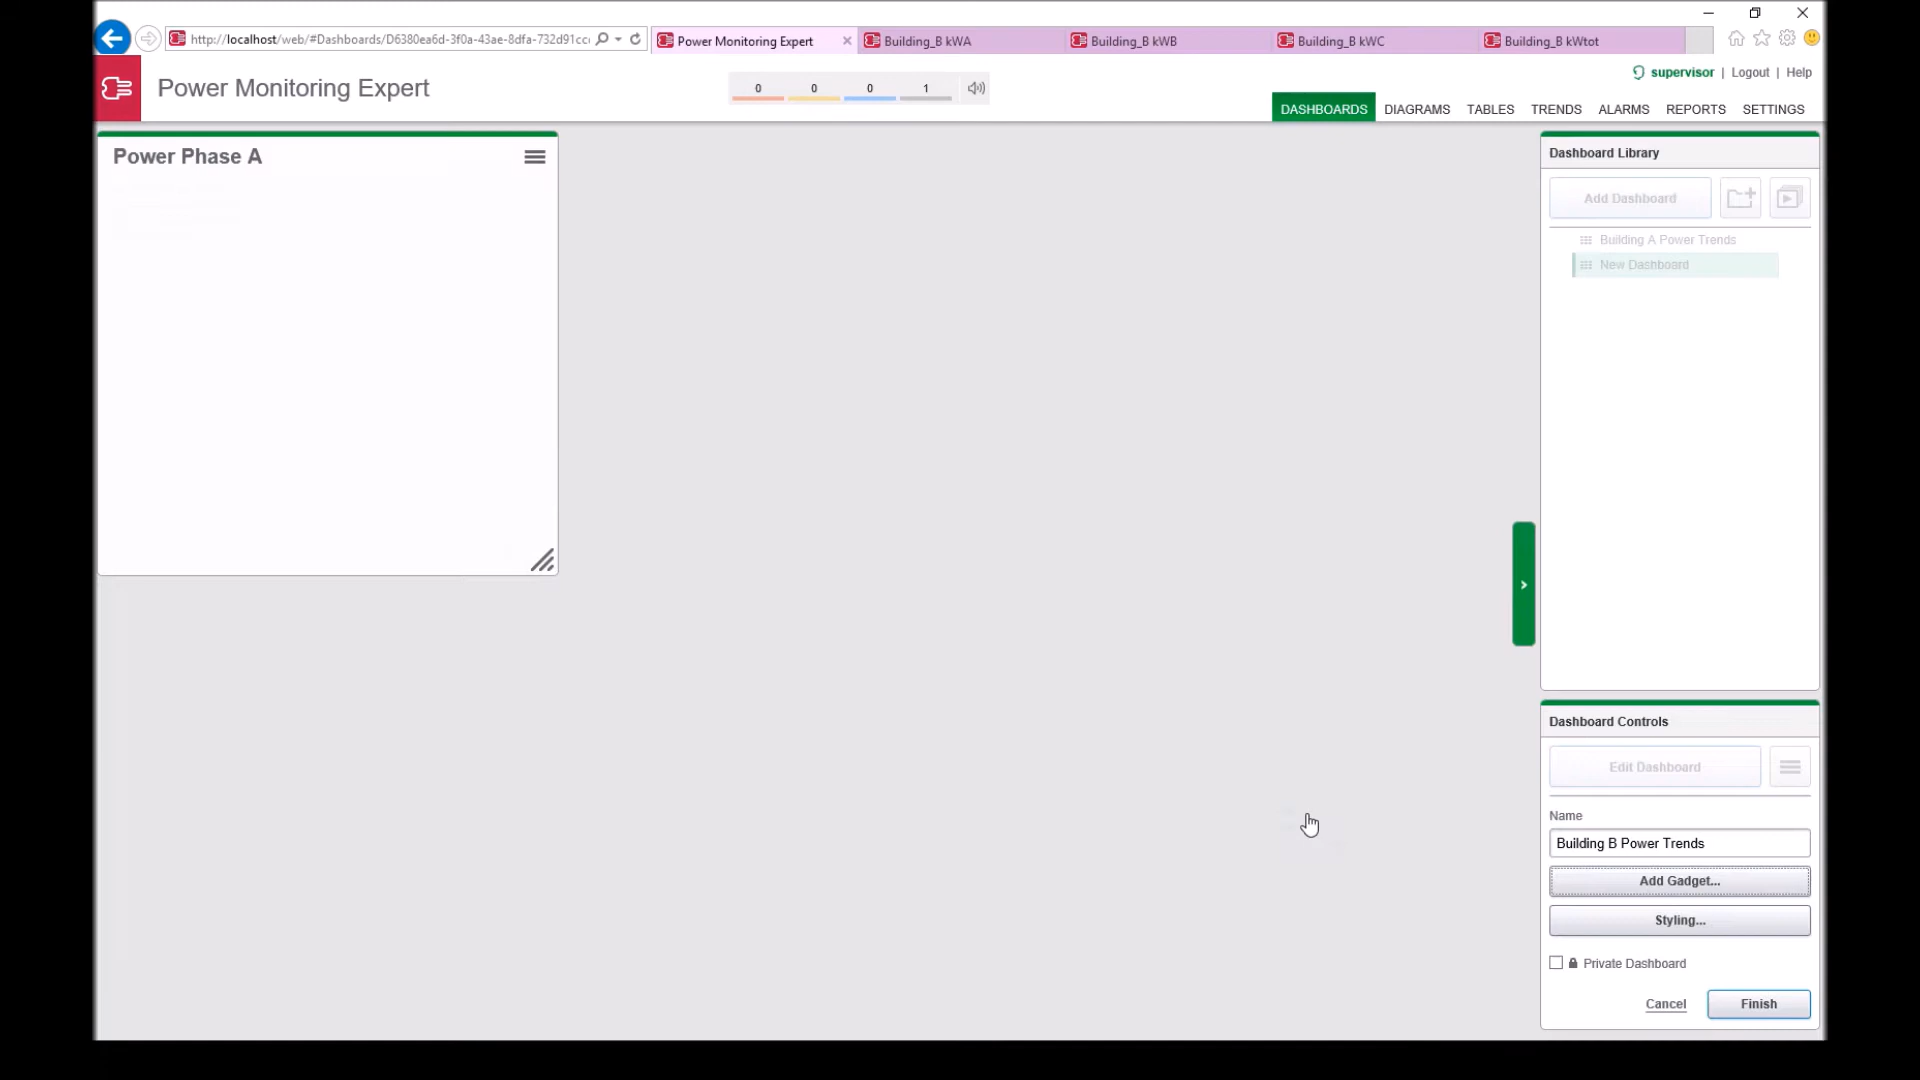 http://localhost/web/#Dashboards/D6380ea6d-3f0a-43ae-8dfa-732d91cc
Power Monitoring Expert
Building_B kWA
Building_B kWB
Building_B kWC
Building_B kWtot
Power Monitoring Expert
0
0
0
1
supervisor | Logout | Help
DASHBOARDS
DIAGRAMS
TABLES
TRENDS
ALARMS
REPORTS
SETTINGS
Power Phase A
Dashboard Library
Add Dashboard
Building A Power Trends
New Dashboard
Dashboard Controls
Edit Dashboard
Name
Building B Power Trends
Add Gadget...
Styling...
Private Dashboard
Cancel
Finish